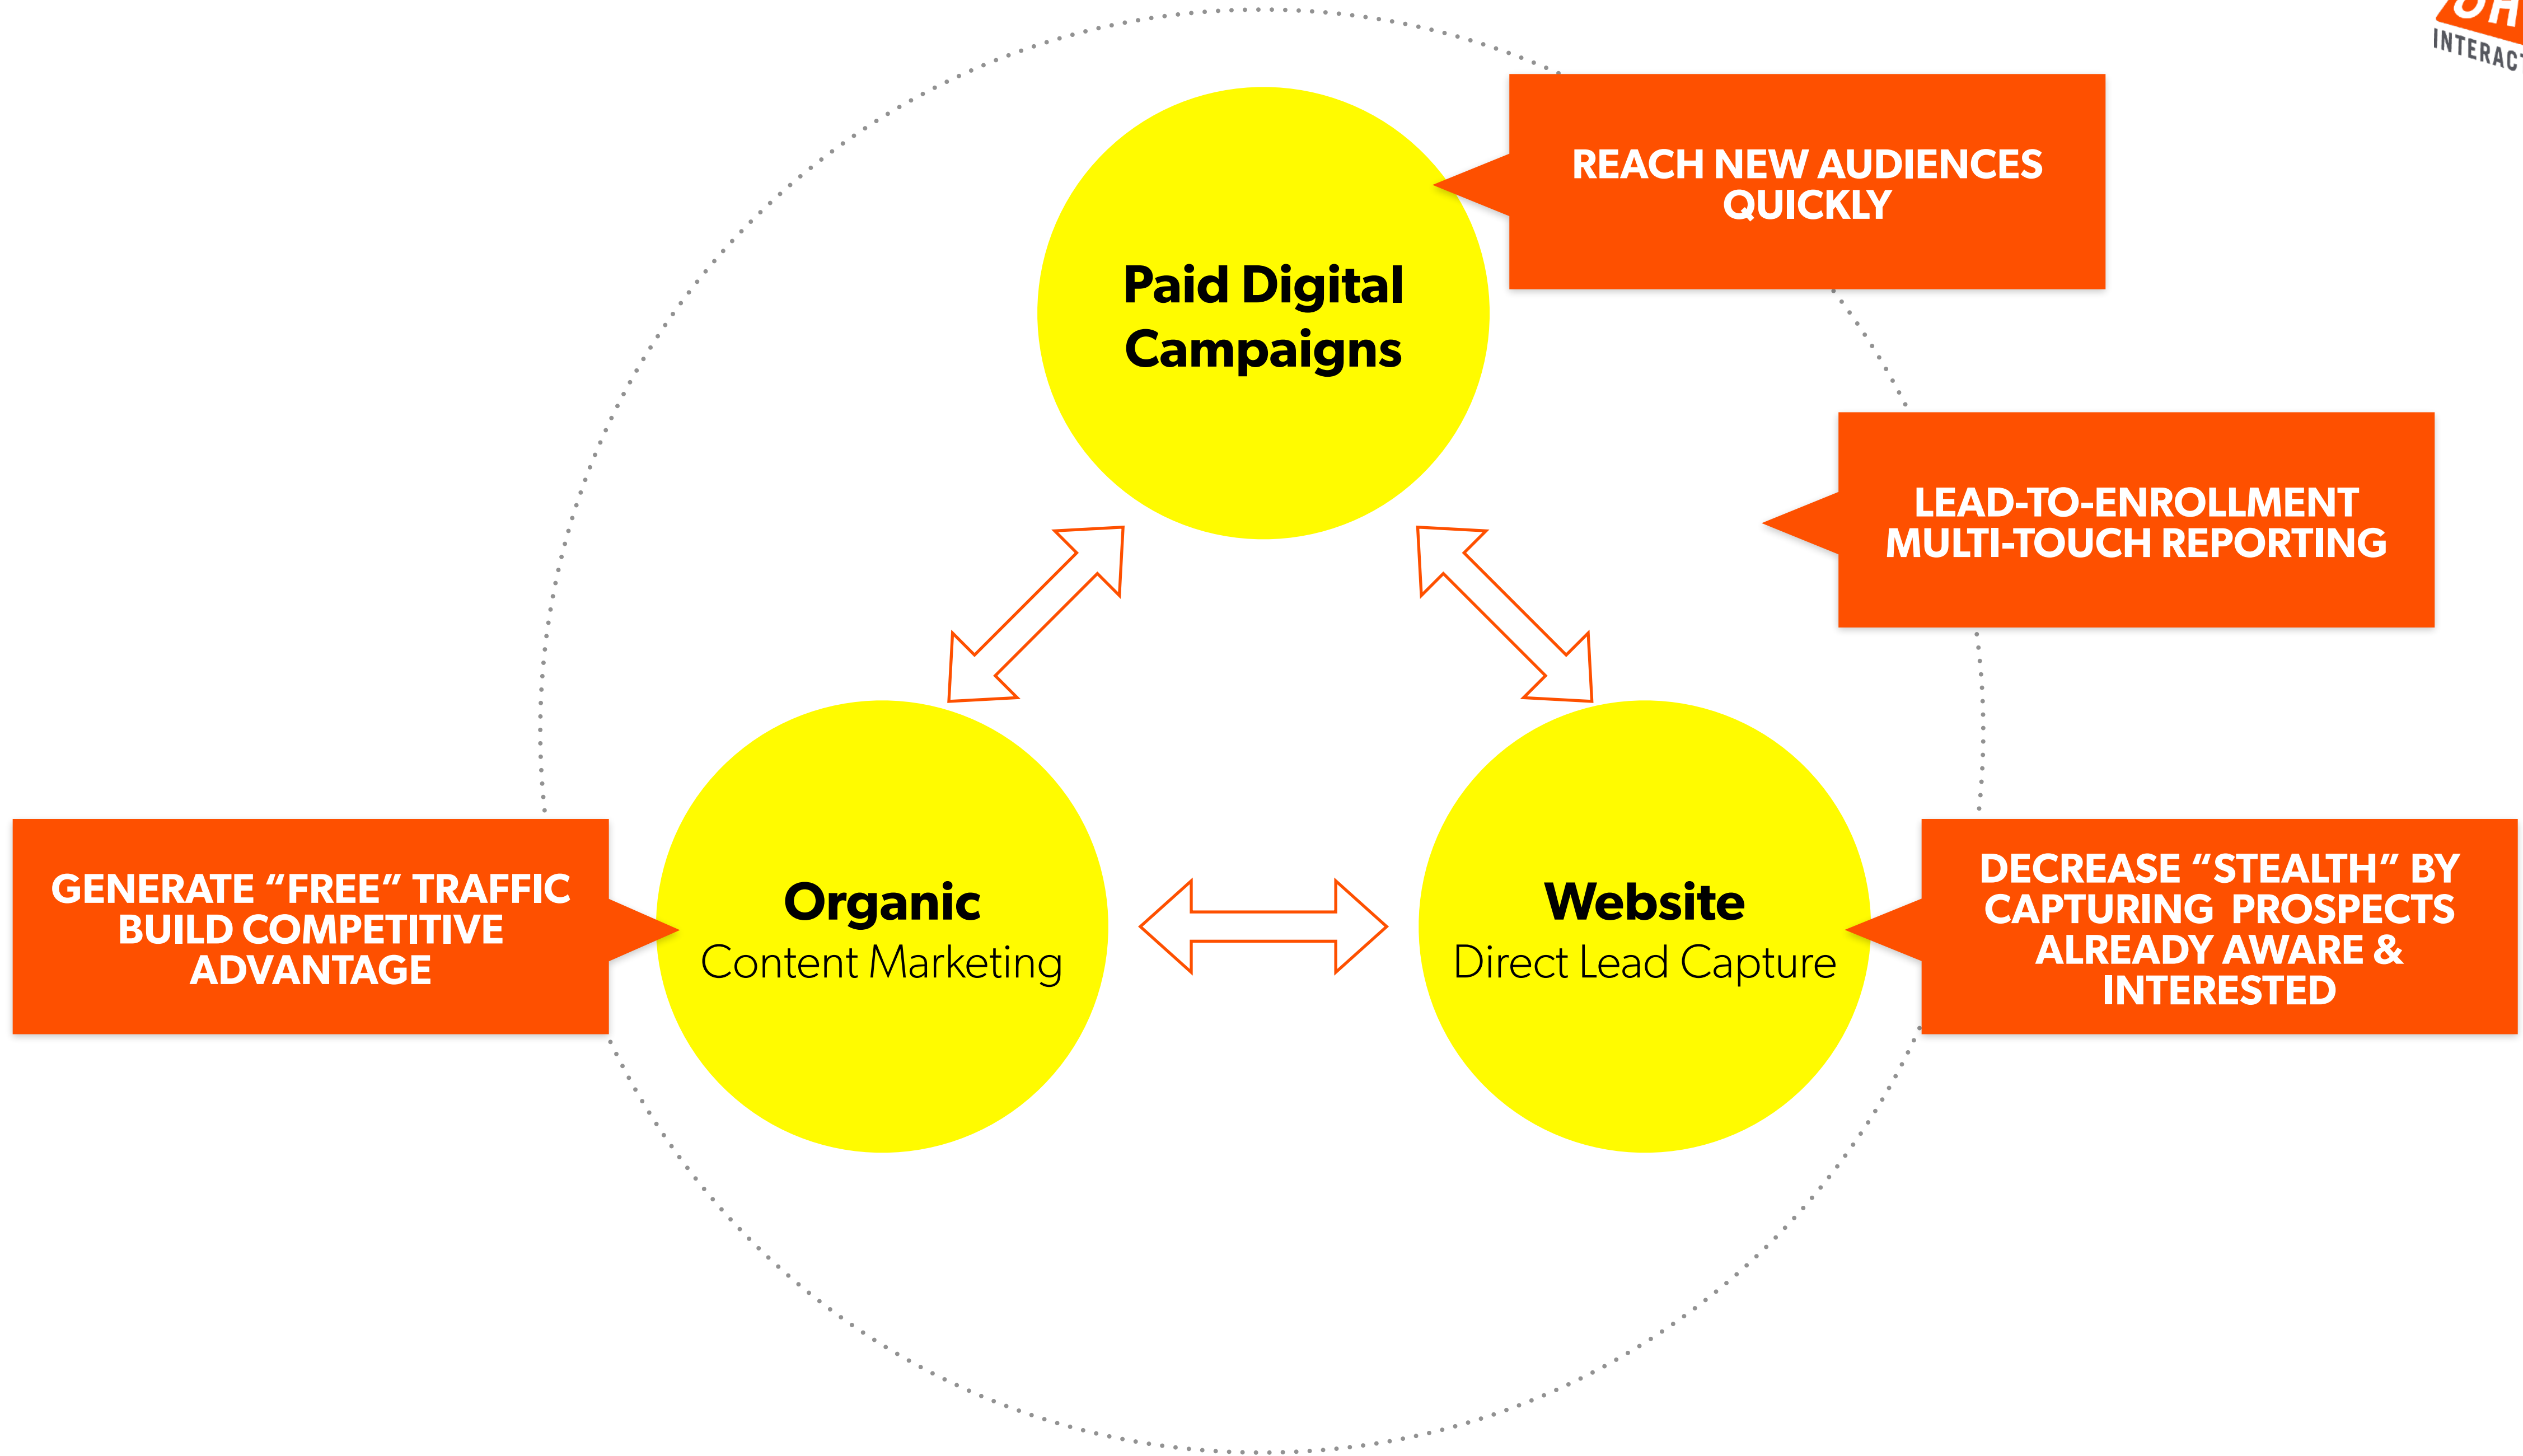 REACH NEW AUDIENCES
QUICKLY
Paid Digital
Campaigns
LEAD-TO-ENROLLMENT
MULTI-TOUCH REPORTING
GENERATE “FREE” TRAFFIC
BUILD COMPETITIVE
ADVANTAGE
Organic
Content Marketing
Website
Direct Lead Capture
DECREASE “STEALTH” BY
CAPTURING PROSPECTS
ALREADY AWARE &
INTERESTED